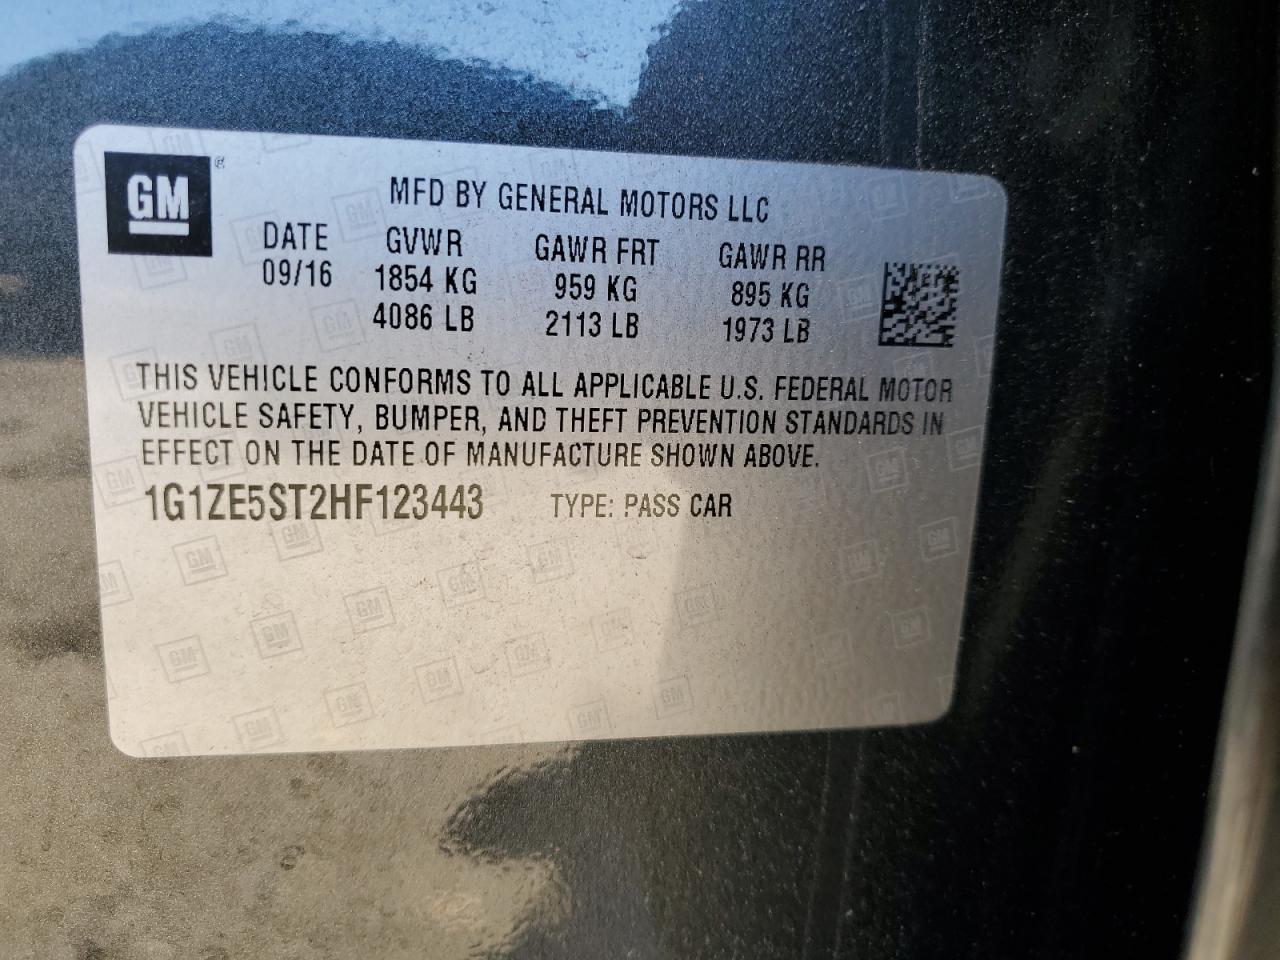 GM®
MFD BY GENERAL MOTORS LLC
DATE GVWR GAWR FRT GAWR RR
09/16 1854 KG 959 KG 895 KG
4086 LB 2113 LB 1973 LB
THIS VEHICLE CONFORMS TO ALL APPLICABLE U.S. FEDERAL MOTOR
VEHICLE SAFETY, BUMPER, AND THEFT PREVENTION STANDARDS IN
EFFECT ON THE DATE OF MANUFACTURE SHOWN ABOVE.
1G1ZE5ST2HF123443 TYPE: PASS CAR